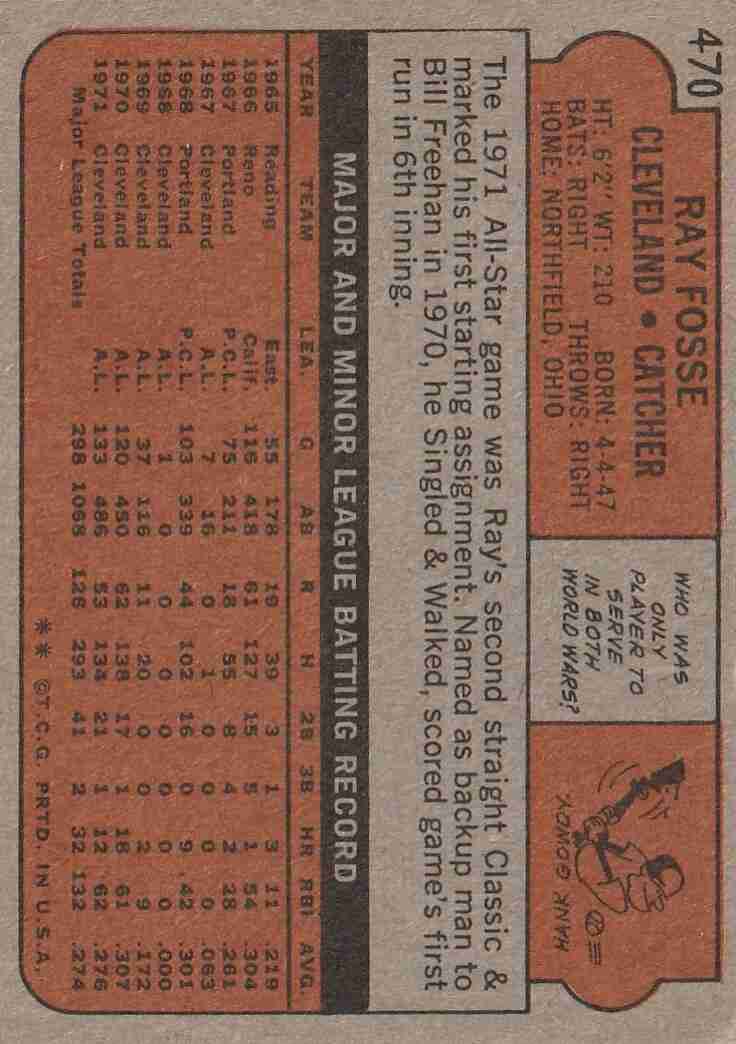 470
RAY FOSSE
CLEVELAND • CATCHER
HT: 6'2" WT: 210 BORN: 4-4-47
BATS: RIGHT THROWS: RIGHT
HOME: NORTHFIELD, OHIO
WHO WAS
ONLY
PLAYER TO
SERVE
IN BOTH
WORLD WARS?
HANK GOWDY
The 1971 All-Star game was Ray's second straight Classic &
marked his first starting assignment. Named as backup man to
Bill Freehan in 1970, he Singled & Walked, scored game's first
run in 6th inning.
MAJOR AND MINOR LEAGUE BATTING RECORD
YEAR TEAM LEA. G AB R H 2B 3B HR RBI AVG.
1965 Reading East. 55 178 19 39 3 1 3 11 .219
1966 Reno Calif. 116 418 61 127 15 5 1 54 .304
1967 Portland P.C.L. 75 211 18 55 8 4 2 28 .261
1967 Cleveland A.L. 7 16 0 1 0 0 0 0 .063
1968 Portland P.C.L. 103 339 44 102 16 0 9 42 .301
1968 Cleveland A.L. 1 0 0 0 0 0 0 0 .000
1969 Cleveland A.L. 37 116 11 20 0 0 2 9 .172
1970 Cleveland A.L. 120 450 62 138 17 1 18 61 .307
1971 Cleveland A.L. 133 486 53 134 21 1 12 62 .276
Major League Totals 298 1068 126 293 41 2 32 132 .274
** ©T.C.G. PRTD. IN U.S.A.